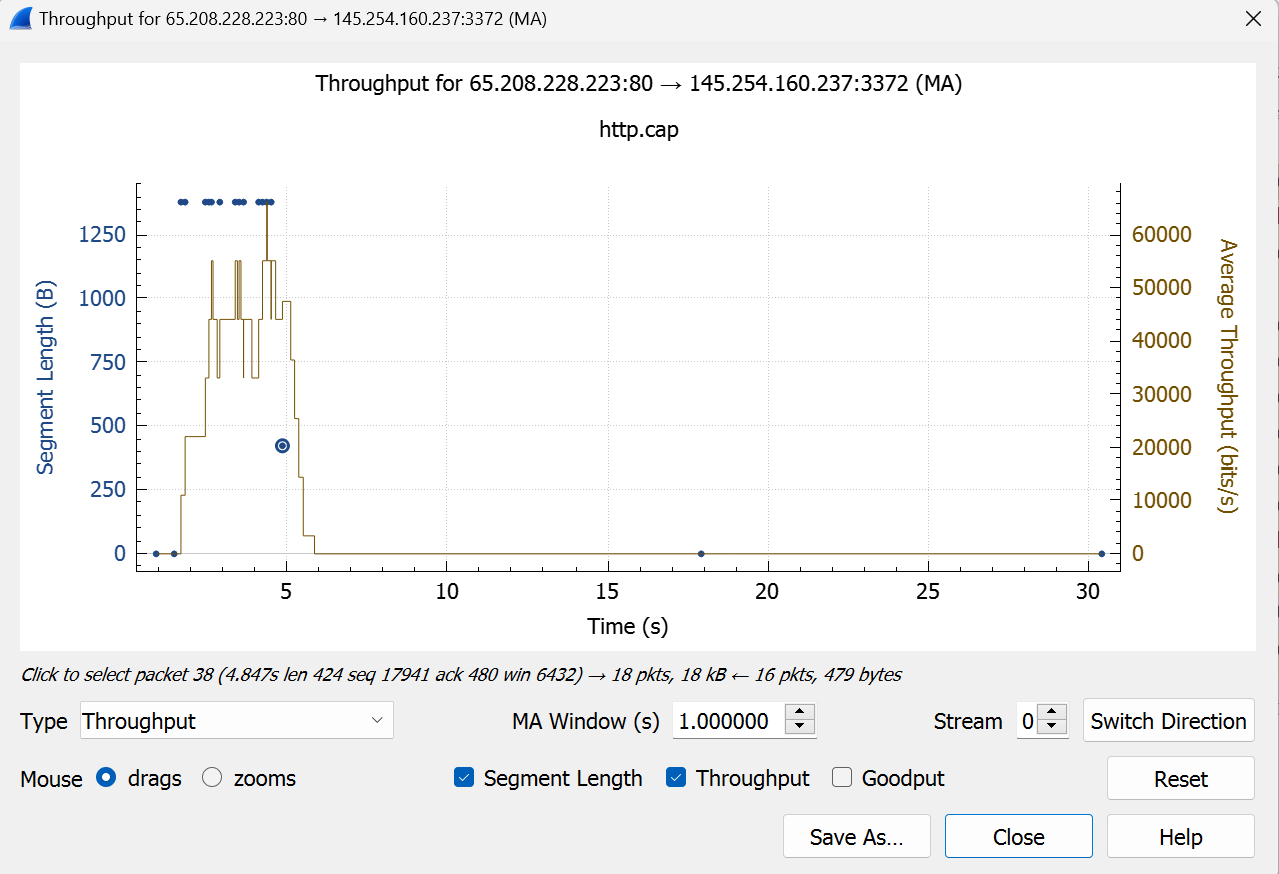 Throughput for 65.208.228.223:80 → 145.254.160.237:3372 (MA)
Throughput for 65.208.228.223:80 → 145.254.160.237:3372 (MA)
http.cap
Segment Length (B)
1250
1000
750
500
250
0
60000
50000
40000
30000
20000
10000
0
Average Throughput (bits/s)
5 10 15 20 25 30
Time (s)
Click to select packet 38 (4.847s len 424 seq 17941 ack 480 win 6432) → 18 pkts, 18 kB ← 16 pkts, 479 bytes
Type Throughput MA Window (s) 1.000000 Stream 0 Switch Direction
Mouse drags zooms Segment Length Throughput Goodput Reset
Save As... Close Help